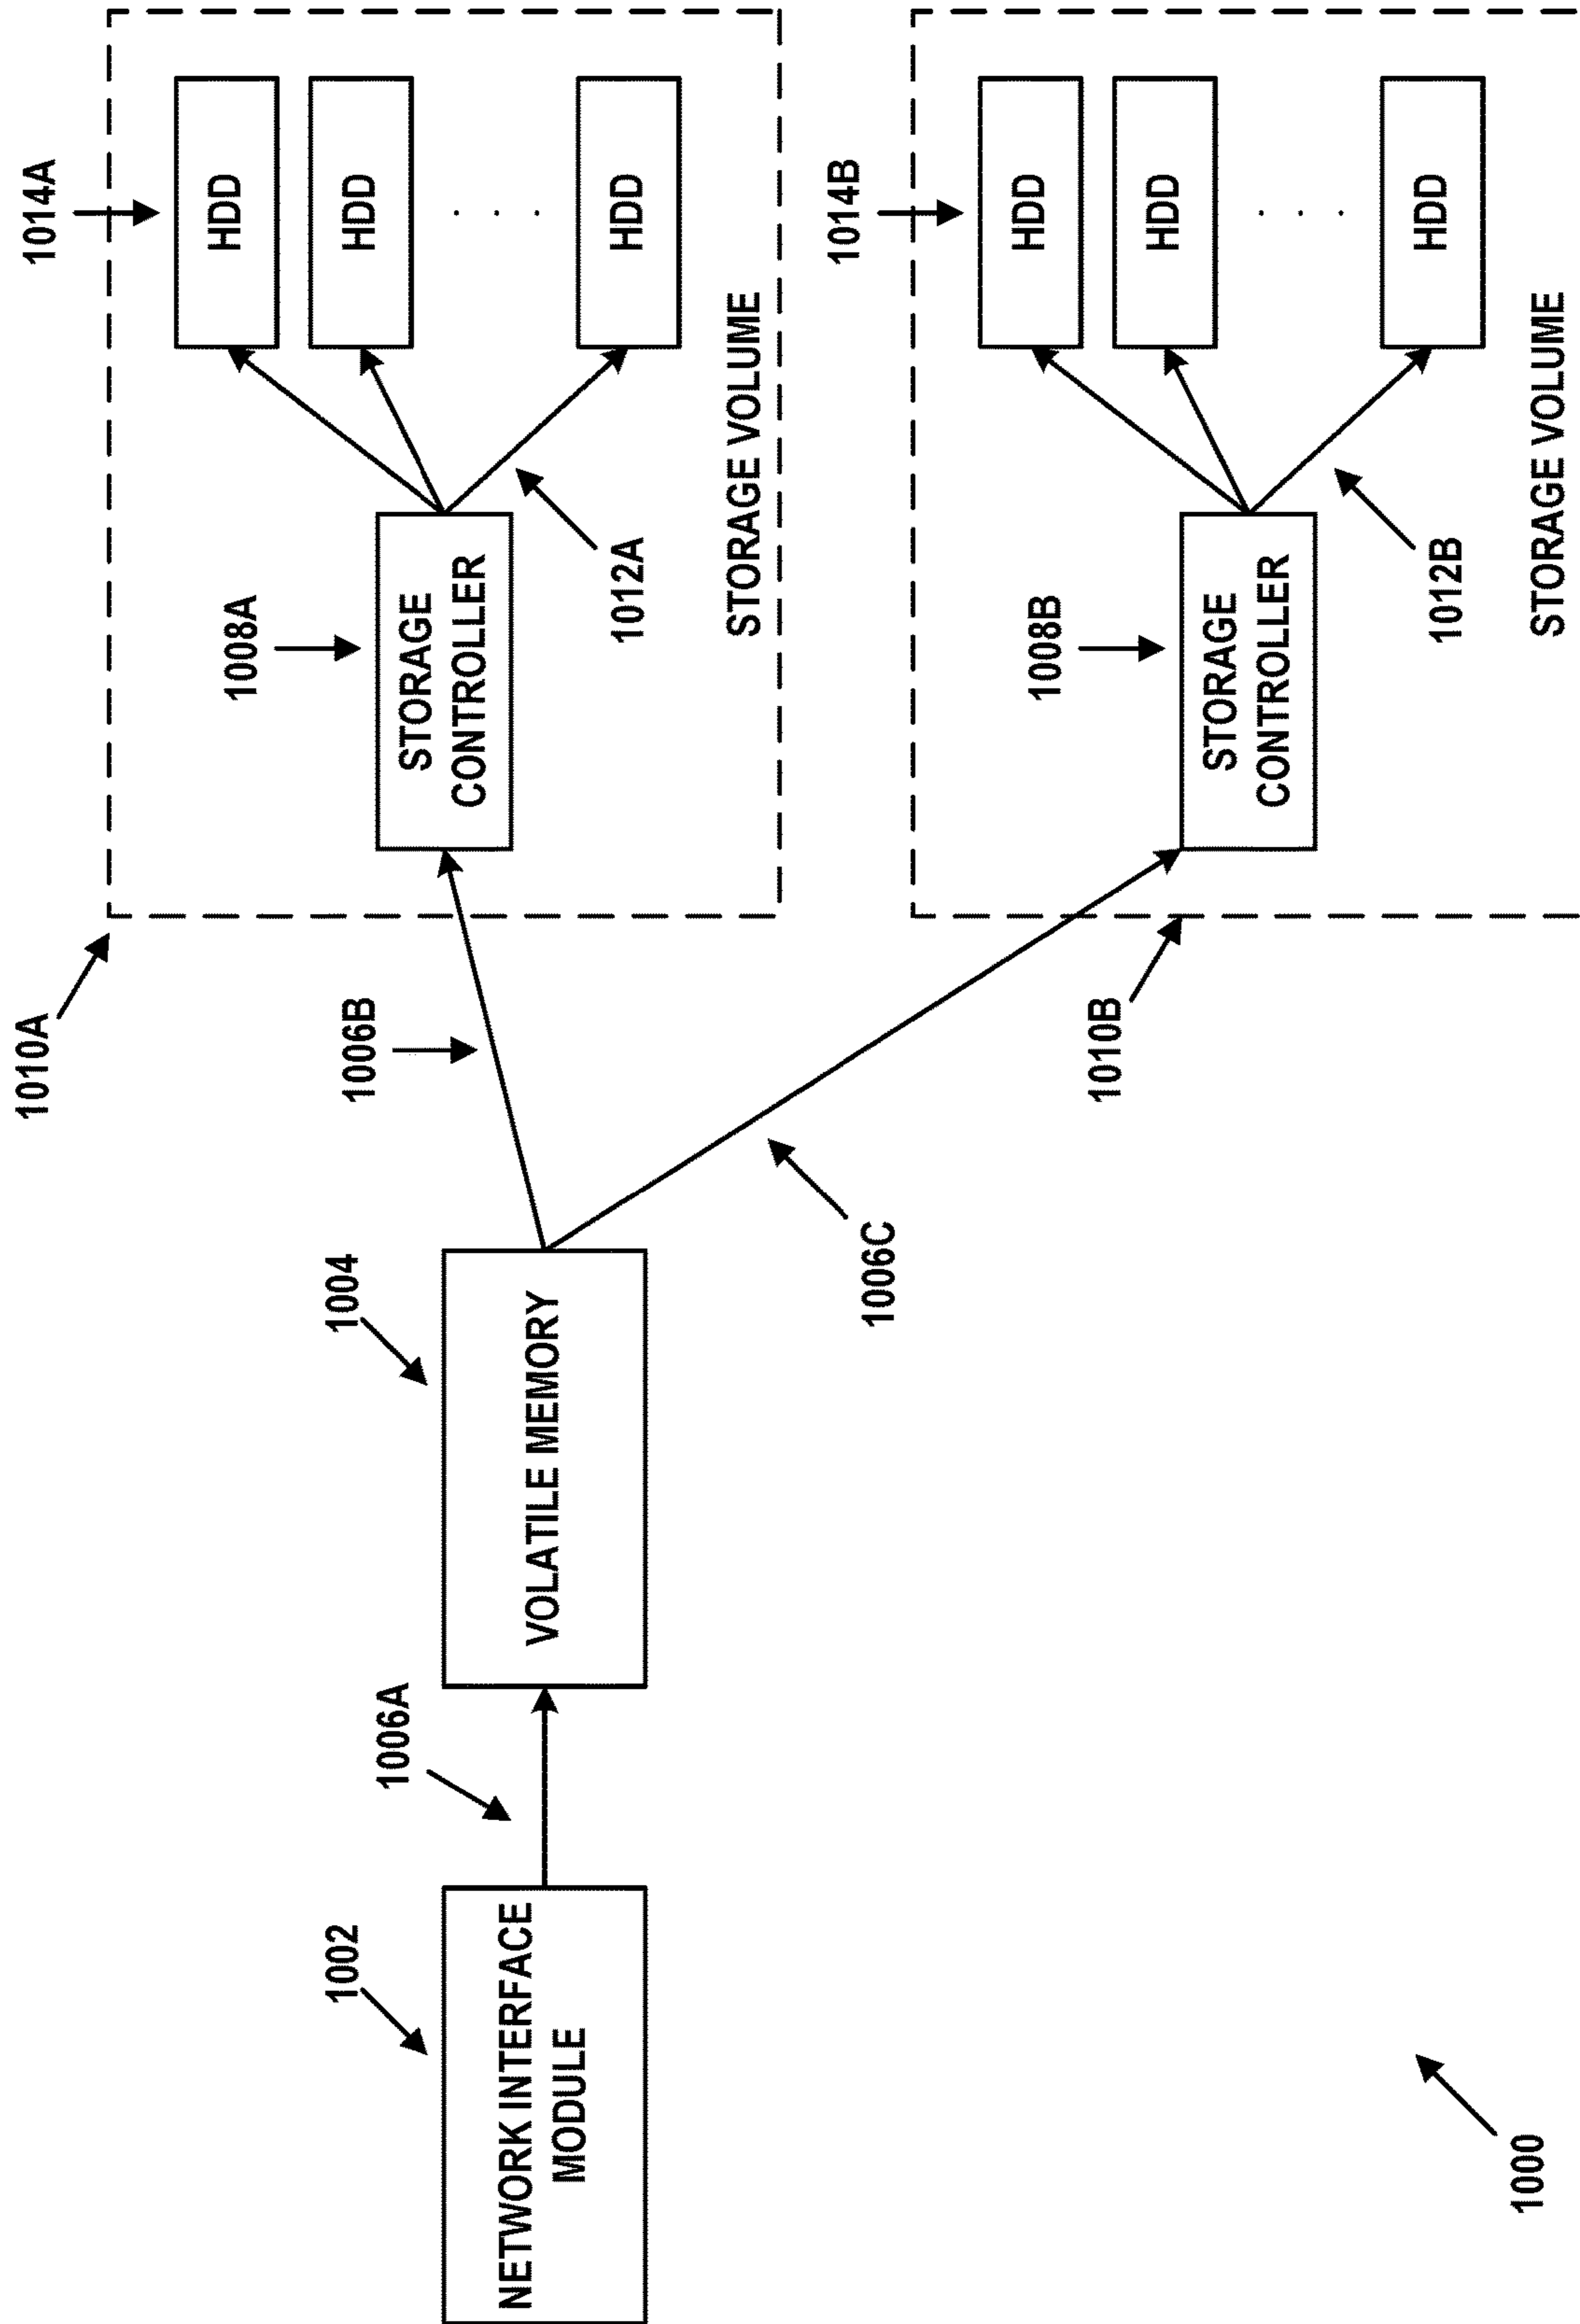 1010A
1014A
HDD
HDD
. . .
HDD
1008A
STORAGE
CONTROLLER
1012A
STORAGE VOLUME
1006B
1002
NETWORK INTERFACE
MODULE
1006A
1004
VOLATILE MEMORY
1006C
1010B
1014B
HDD
HDD
. . .
HDD
1008B
STORAGE
CONTROLLER
1012B
STORAGE VOLUME
1000